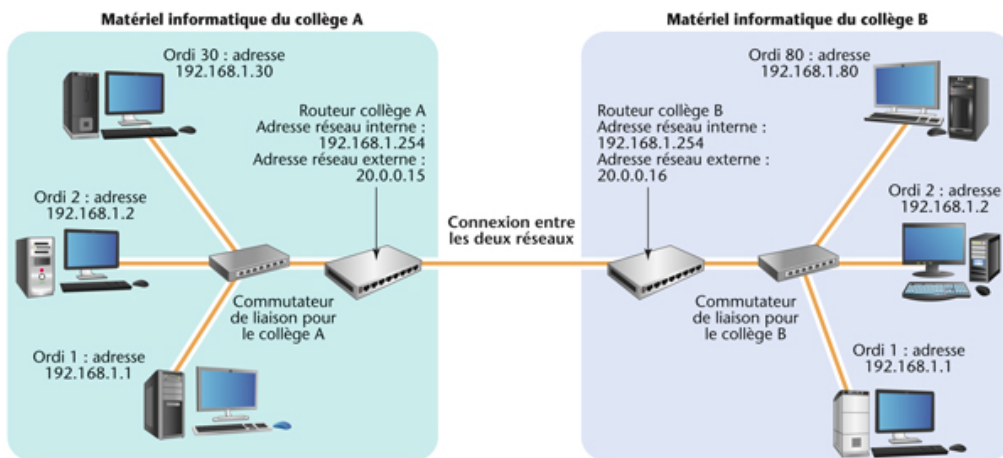 Matériel informatique du collège A
Ordi 30 : adresse
192.168.1.30
Routeur collège A
Adresse réseau interne :
192.168.1.254
Adresse réseau externe :
20.0.0.15
Ordi 2 : adresse
192.168.1.2
Commutateur
de liaison pour
le collège A
Ordi 1 : adresse
192.168.1.1
Connexion entre
les deux réseaux
Matériel informatique du collège B
Ordi 80 : adresse
192.168.1.80
Routeur collège B
Adresse réseau interne :
192.168.1.254
Adresse réseau externe :
20.0.0.16
Ordi 2 : adresse
192.168.1.2
Commutateur
de liaison pour
le collège B
Ordi 1 : adresse
192.168.1.1